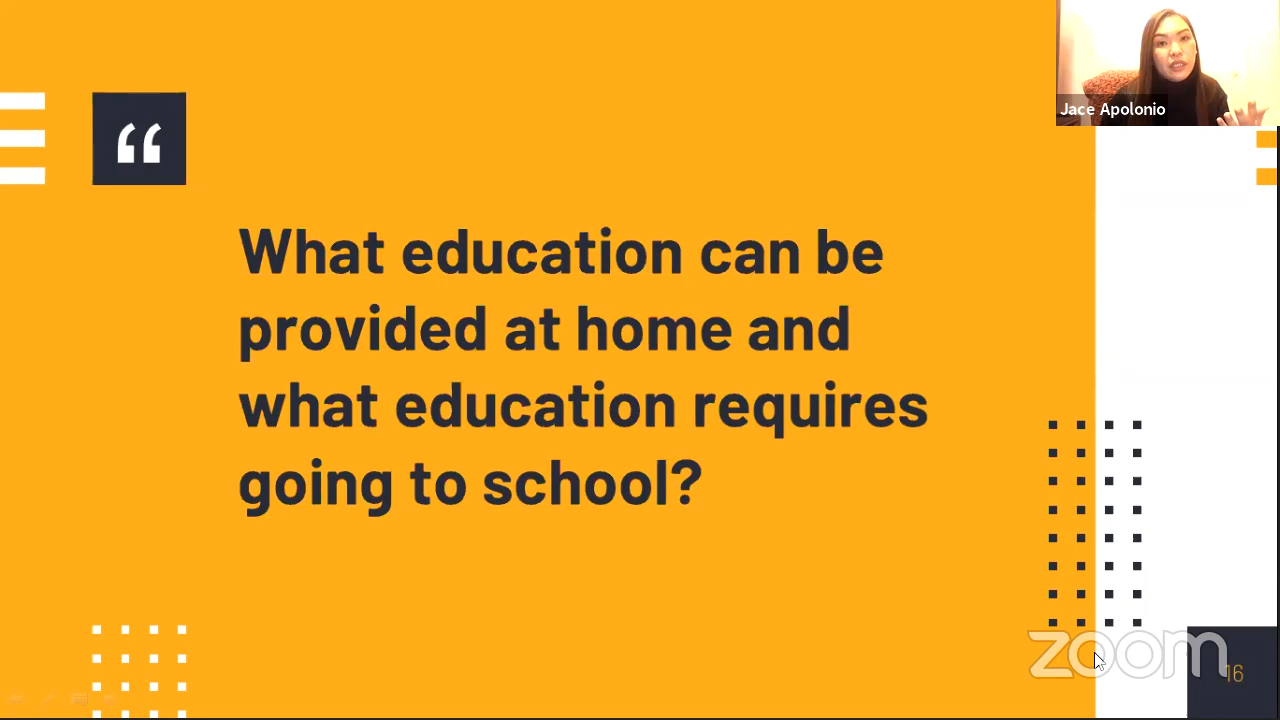 Jace Apolonio
“
What education can be
provided at home and
what education requires
going to school?
zoom
16